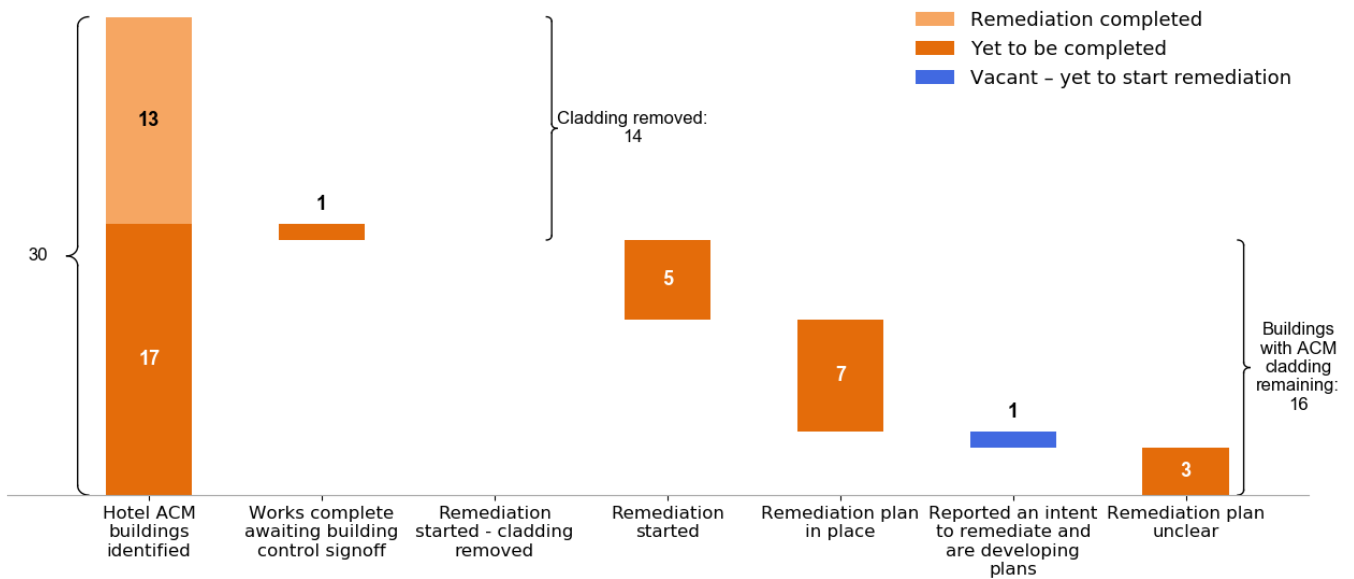 Remediation completed
Yet to be completed
Vacant – yet to start remediation
13
Cladding removed:
14
1
30
5
17
7
1
3
Buildings
with ACM
cladding
remaining:
16
Hotel ACM
buildings
identified
Works complete
awaiting building
control signoff
Remediation
started - cladding
removed
Remediation
started
Remediation plan
in place
Reported an intent
to remediate and
are developing
plans
Remediation plan
unclear